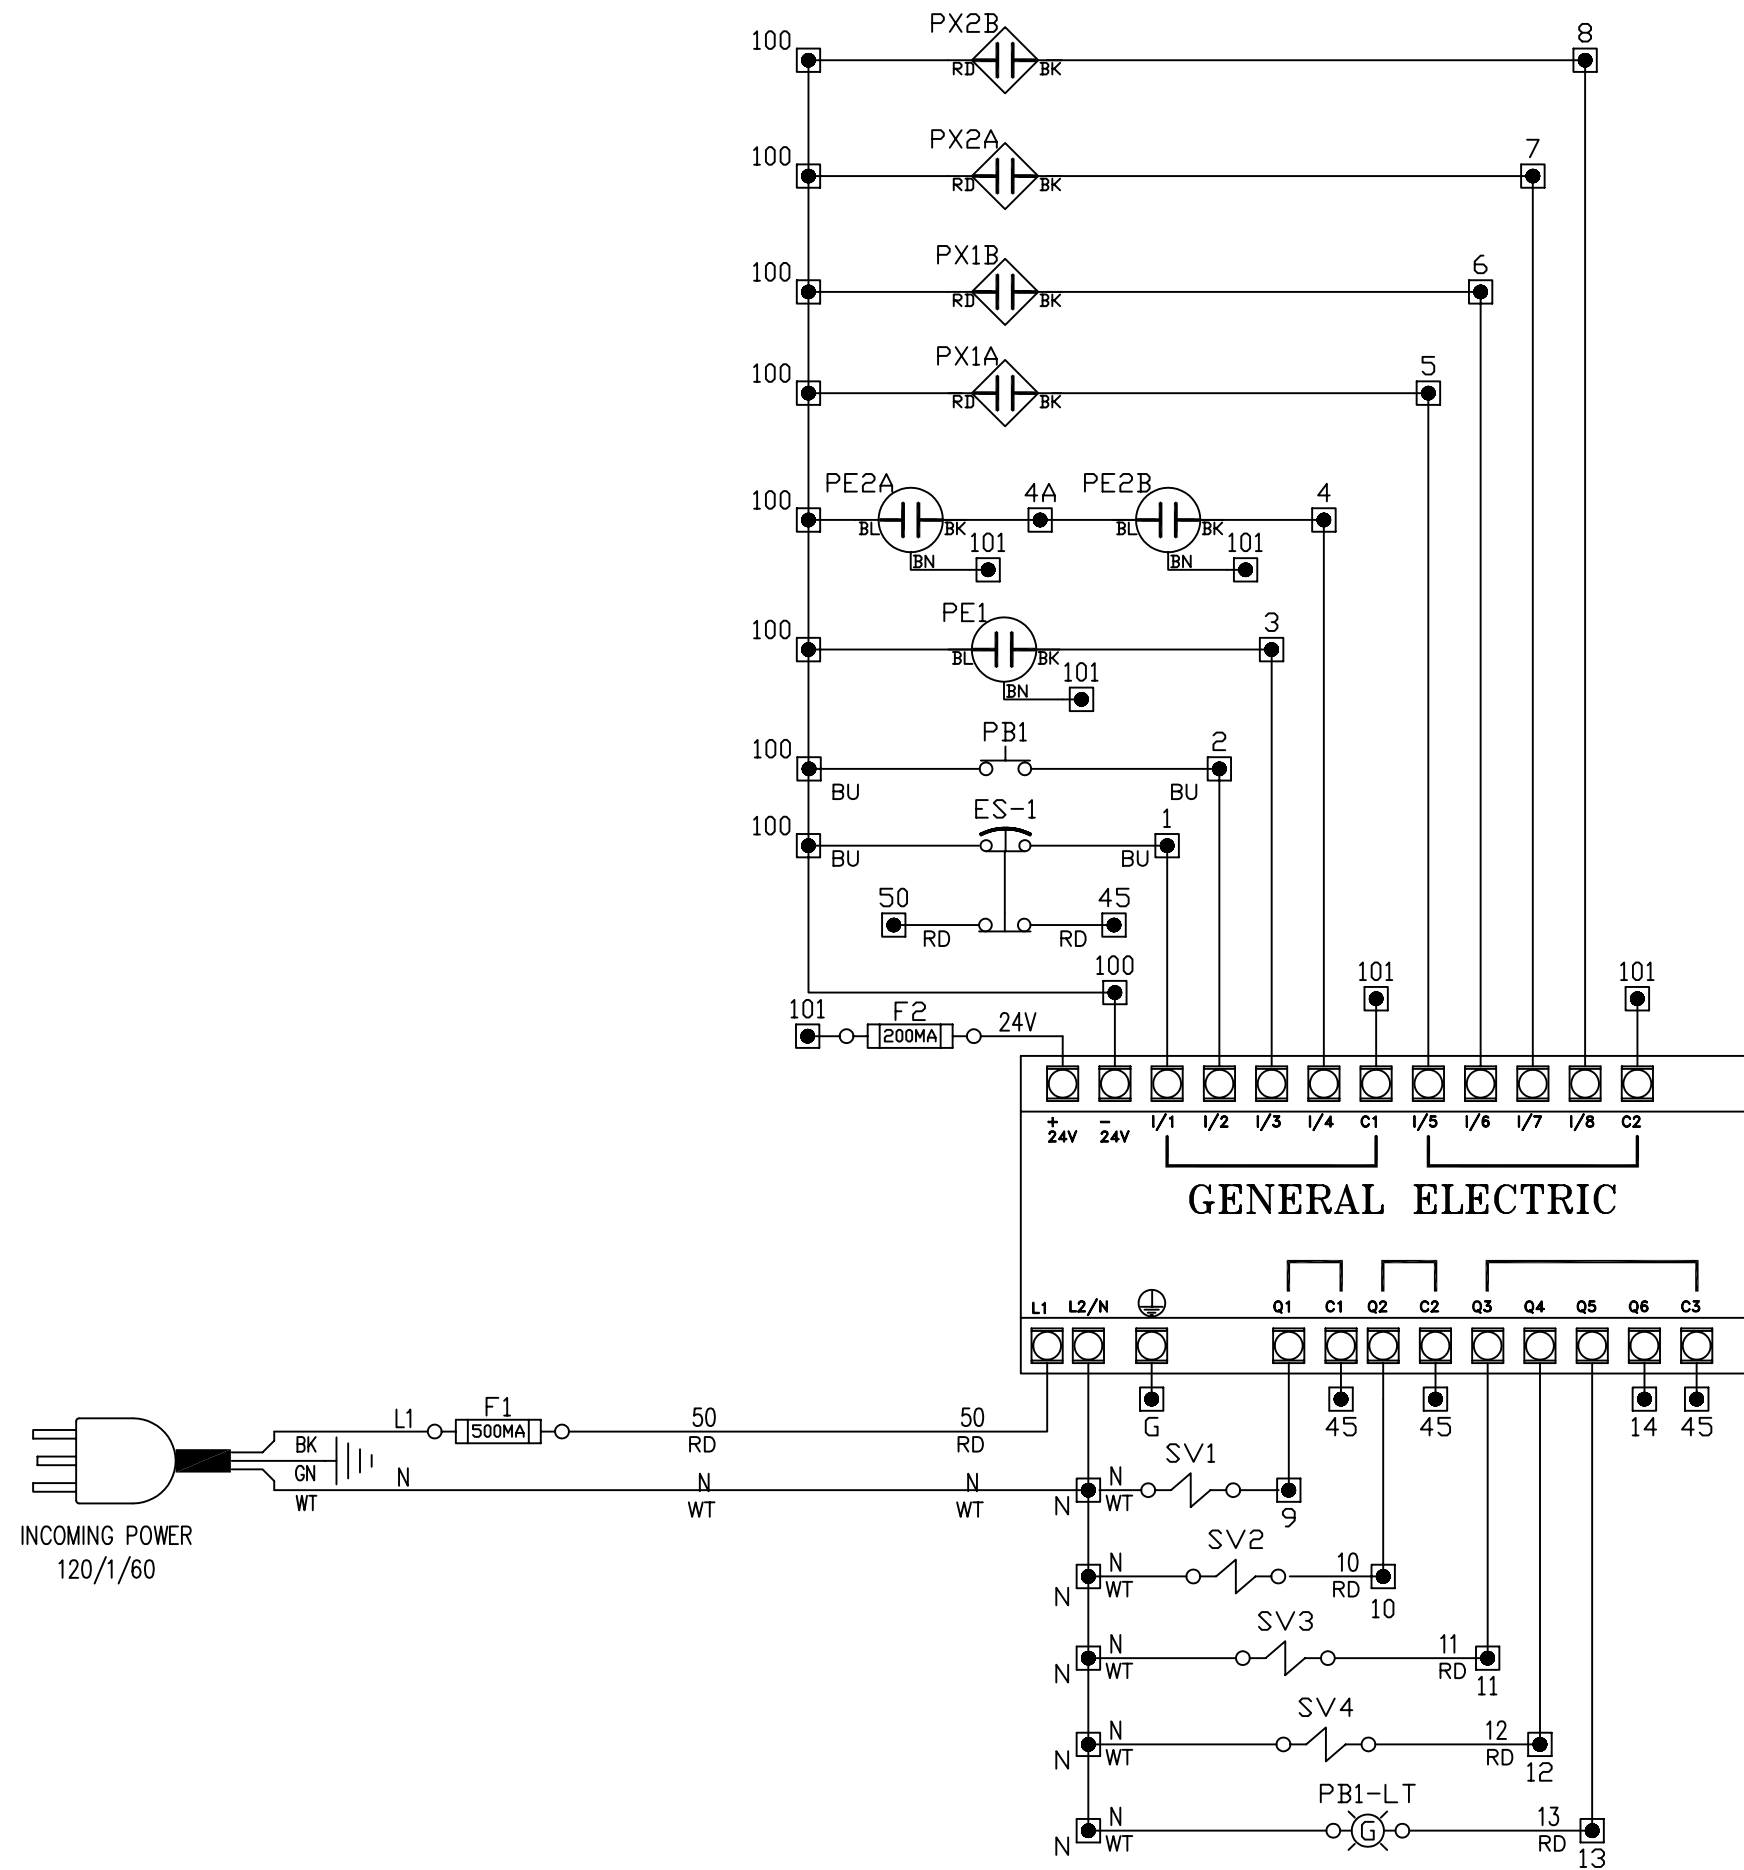 PX2B
100 8
RD BK
PX2A
100 7
RD BK
PX1B
100 6
RD BK
PX1A
100 5
RD BK
PE2A 4A PE2B 4
100
BL BK BL BK
BN 101 BN 101
PE1 3
100
BL BK
BN 101
PB1 2
100
BU BU
ES-1 1
100
BU BU
50 45
RD RD
100 101 101
101 F2 24V
200MA
+ 24V - 24V I/1 I/2 I/3 I/4 C1 I/5 I/6 I/7 I/8 C2
GENERAL ELECTRIC
L1 L2/N Q1 C1 Q2 C2 Q3 Q4 Q5 Q6 C3
G 45 45 14 45
L1 F1 50 50
500MA
BK RD RD
GN
N N N N SV1
WT WT WT N WT 9
INCOMING POWER
120/1/60
SV2
N 10
N WT RD 10
SV3
N 11
N WT RD 11
SV4
N 12
N WT RD 12
PB1-LT
N G 13
N WT RD 13